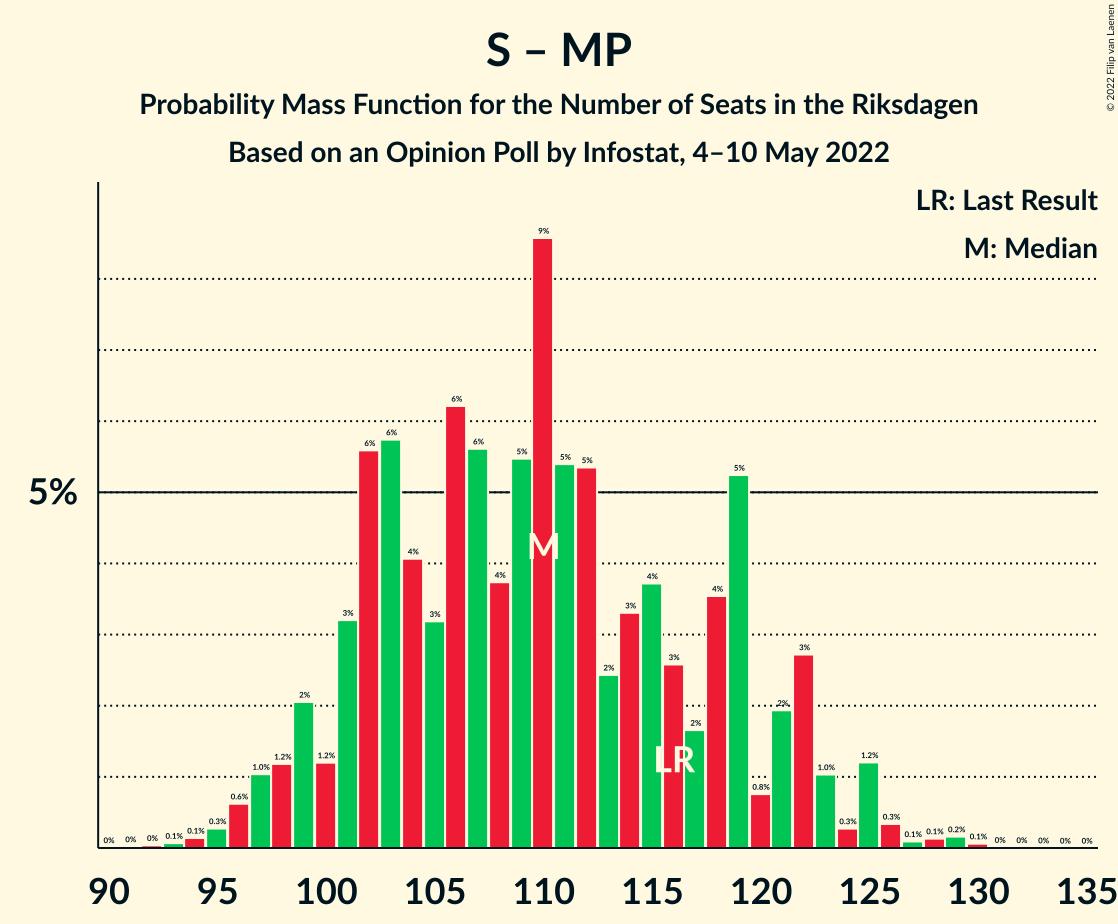 S – MP
Probability Mass Function for the Number of Seats in the Riksdagen
Based on an Opinion Poll by Infostat, 4–10 May 2022
© 2022 Filip van Laenen
LR: Last Result
M: Median
5%
0% 0% 0% 0.1% 0.1% 0.3% 0.6% 1.0% 1.2% 2% 1.2% 3% 6% 6% 4% 3% 6% 6% 4% 5% 9% 5% 5% 2% 3% 4% 3% 2% 4% 5% 0.8% 2% 3% 1.0% 0.3% 1.2% 0.3% 0.1% 0.1% 0.2% 0.1% 0% 0% 0% 0% 0%
M
LR
90 95 100 105 110 115 120 125 130 135